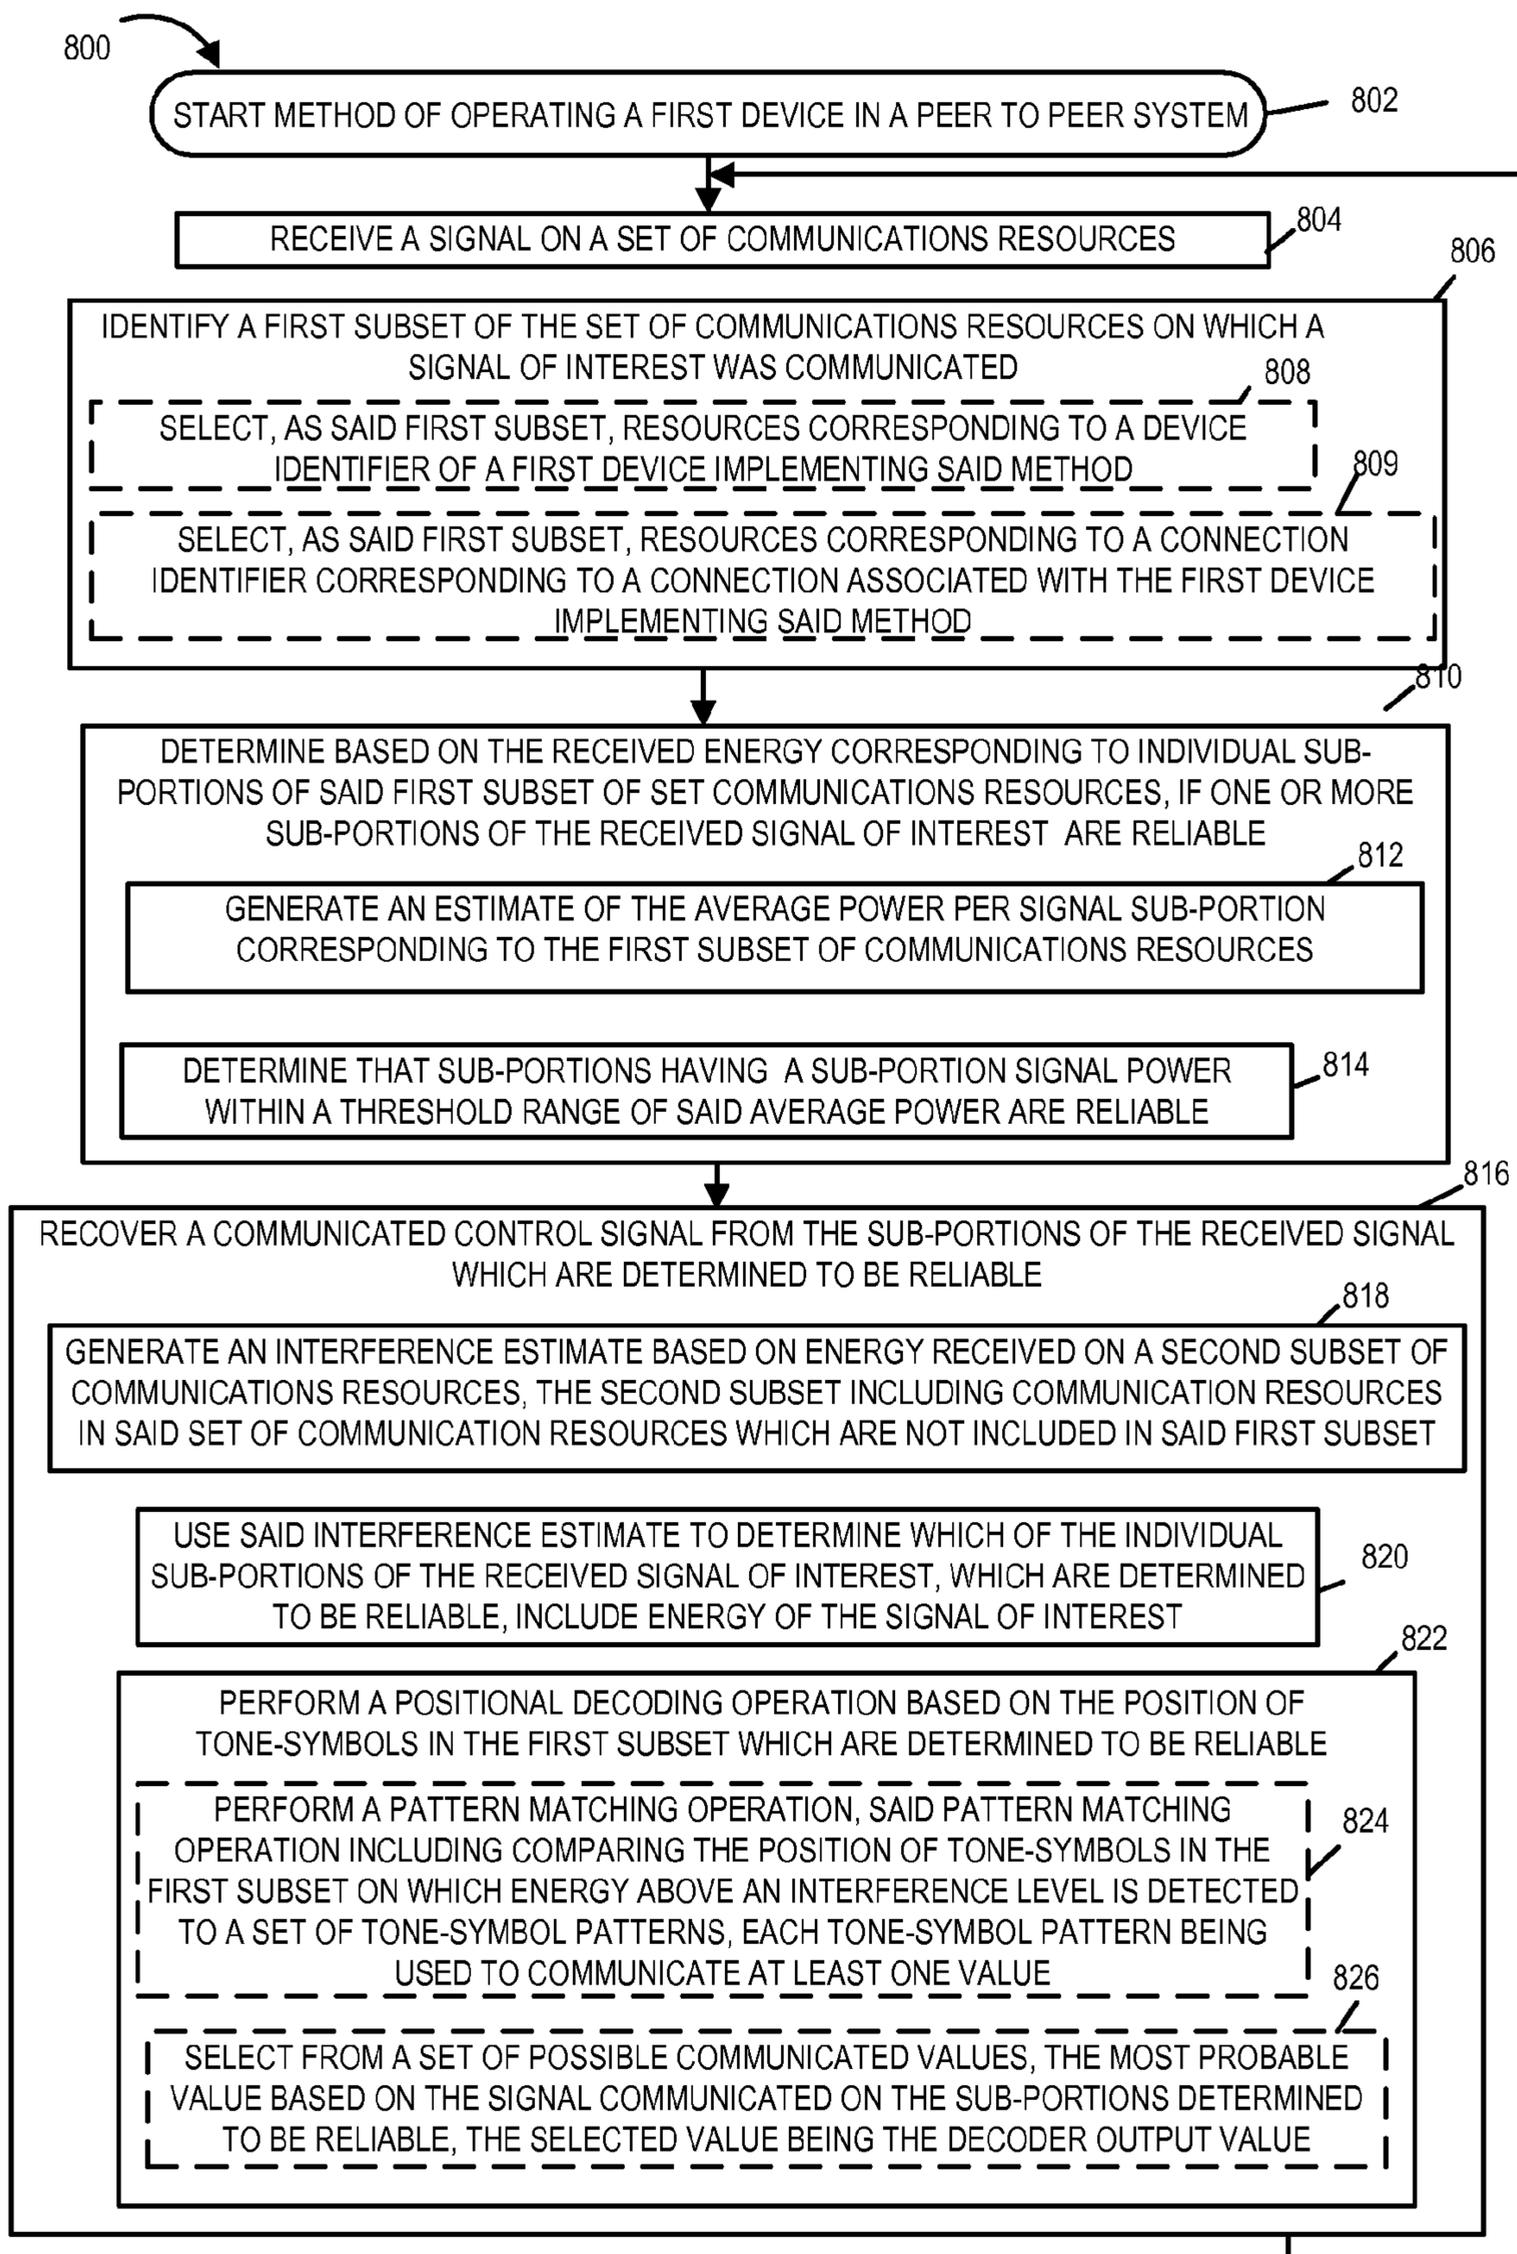 800
START METHOD OF OPERATING A FIRST DEVICE IN A PEER TO PEER SYSTEM
802
RECEIVE A SIGNAL ON A SET OF COMMUNICATIONS RESOURCES
804
806
IDENTIFY A FIRST SUBSET OF THE SET OF COMMUNICATIONS RESOURCES ON WHICH A
SIGNAL OF INTEREST WAS COMMUNICATED
808
SELECT, AS SAID FIRST SUBSET, RESOURCES CORRESPONDING TO A DEVICE
IDENTIFIER OF A FIRST DEVICE IMPLEMENTING SAID METHOD
809
SELECT, AS SAID FIRST SUBSET, RESOURCES CORRESPONDING TO A CONNECTION
IDENTIFIER CORRESPONDING TO A CONNECTION ASSOCIATED WITH THE FIRST DEVICE
IMPLEMENTING SAID METHOD
810
DETERMINE BASED ON THE RECEIVED ENERGY CORRESPONDING TO INDIVIDUAL SUB-
PORTIONS OF SAID FIRST SUBSET OF SET COMMUNICATIONS RESOURCES, IF ONE OR MORE
SUB-PORTIONS OF THE RECEIVED SIGNAL OF INTEREST ARE RELIABLE
812
GENERATE AN ESTIMATE OF THE AVERAGE POWER PER SIGNAL SUB-PORTION
CORRESPONDING TO THE FIRST SUBSET OF COMMUNICATIONS RESOURCES
DETERMINE THAT SUB-PORTIONS HAVING A SUB-PORTION SIGNAL POWER
WITHIN A THRESHOLD RANGE OF SAID AVERAGE POWER ARE RELIABLE
814
816
RECOVER A COMMUNICATED CONTROL SIGNAL FROM THE SUB-PORTIONS OF THE RECEIVED SIGNAL
WHICH ARE DETERMINED TO BE RELIABLE
818
GENERATE AN INTERFERENCE ESTIMATE BASED ON ENERGY RECEIVED ON A SECOND SUBSET OF
COMMUNICATIONS RESOURCES, THE SECOND SUBSET INCLUDING COMMUNICATION RESOURCES
IN SAID SET OF COMMUNICATION RESOURCES WHICH ARE NOT INCLUDED IN SAID FIRST SUBSET
USE SAID INTERFERENCE ESTIMATE TO DETERMINE WHICH OF THE INDIVIDUAL
SUB-PORTIONS OF THE RECEIVED SIGNAL OF INTEREST, WHICH ARE DETERMINED
TO BE RELIABLE, INCLUDE ENERGY OF THE SIGNAL OF INTEREST
820
822
PERFORM A POSITIONAL DECODING OPERATION BASED ON THE POSITION OF
TONE-SYMBOLS IN THE FIRST SUBSET WHICH ARE DETERMINED TO BE RELIABLE
PERFORM A PATTERN MATCHING OPERATION, SAID PATTERN MATCHING
OPERATION INCLUDING COMPARING THE POSITION OF TONE-SYMBOLS IN THE
FIRST SUBSET ON WHICH ENERGY ABOVE AN INTERFERENCE LEVEL IS DETECTED
TO A SET OF TONE-SYMBOL PATTERNS, EACH TONE-SYMBOL PATTERN BEING
USED TO COMMUNICATE AT LEAST ONE VALUE
824
826
SELECT FROM A SET OF POSSIBLE COMMUNICATED VALUES, THE MOST PROBABLE
VALUE BASED ON THE SIGNAL COMMUNICATED ON THE SUB-PORTIONS DETERMINED
TO BE RELIABLE, THE SELECTED VALUE BEING THE DECODER OUTPUT VALUE